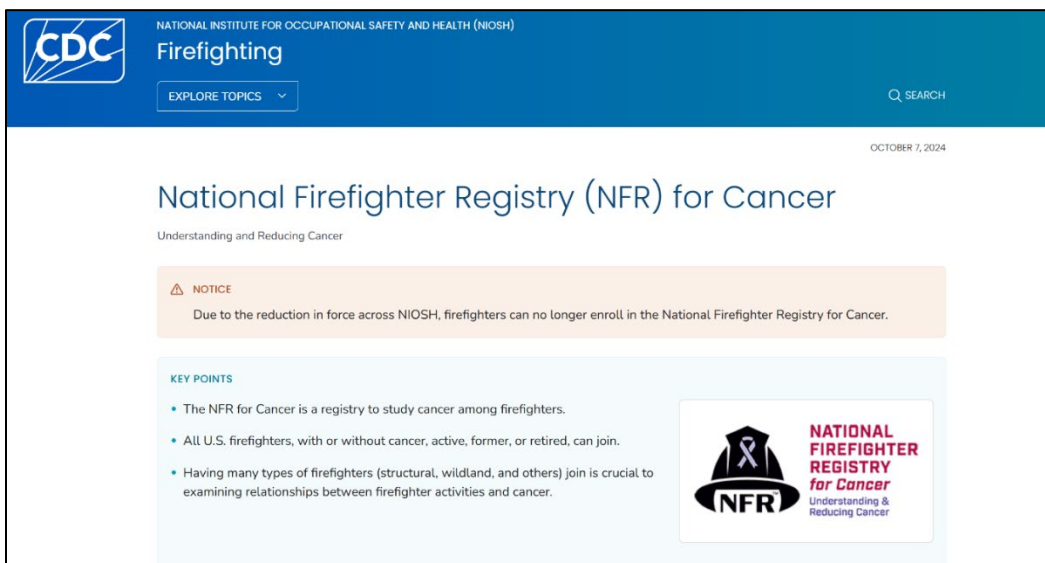 CDC
NATIONAL INSTITUTE FOR OCCUPATIONAL SAFETY AND HEALTH (NIOSH)
Firefighting
EXPLORE TOPICS
SEARCH
OCTOBER 7, 2024
National Firefighter Registry (NFR) for Cancer
Understanding and Reducing Cancer
NOTICE
Due to the reduction in force across NIOSH, firefighters can no longer enroll in the National Firefighter Registry for Cancer.
KEY POINTS
• The NFR for Cancer is a registry to study cancer among firefighters.
• All U.S. firefighters, with or without cancer, active, former, or retired, can join.
• Having many types of firefighters (structural, wildland, and others) join is crucial to
examining relationships between firefighter activities and cancer.
NFR™
NATIONAL
FIREFIGHTER
REGISTRY
for Cancer
Understanding &
Reducing Cancer